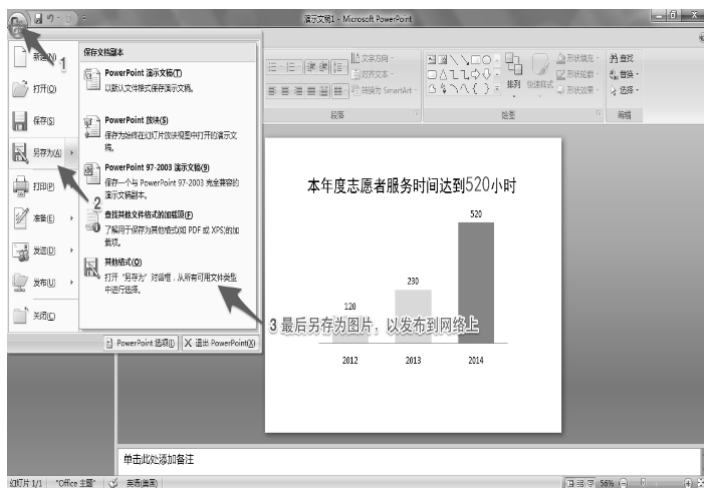 演示文稿1 - Microsoft PowerPoint
1
新建(N)
打开(O)
保存(S)
另存为(A)
2
打印(P)
准备(E)
发送(D)
发布(U)
关闭(C)
保存文档副本
PowerPoint 演示文稿(T)
以默认文件格式保存演示文稿。
PowerPoint 放映(S)
保存为始终在幻灯片放映视图中打开的演示文
稿。
PowerPoint 97-2003 演示文稿(9)
保存一个与 PowerPoint 97-2003 完全兼容的
演示文稿副本。
查找其他文件格式的加载项(F)
了解用于保存为其他格式(如 PDF 或 XPS)的加
载项。
其他格式(O)
打开“另存为”对话框，从所有可用文件类型
中进行选择。
PowerPoint 选项(I)
退出 PowerPoint(X)
文字方向
对齐文本
转换为 SmartArt
段落
排列
快速样式
形状填充
形状轮廓
形状效果
绘图
查找
替换
选择
编辑
本年度志愿者服务时间达到520小时
520
230
120
3 最后另存为图片，以发布到网络上
2012
2013
2014
单击此处添加备注
幻灯片 1/1
"Office 主题"
英语(美国)
56%